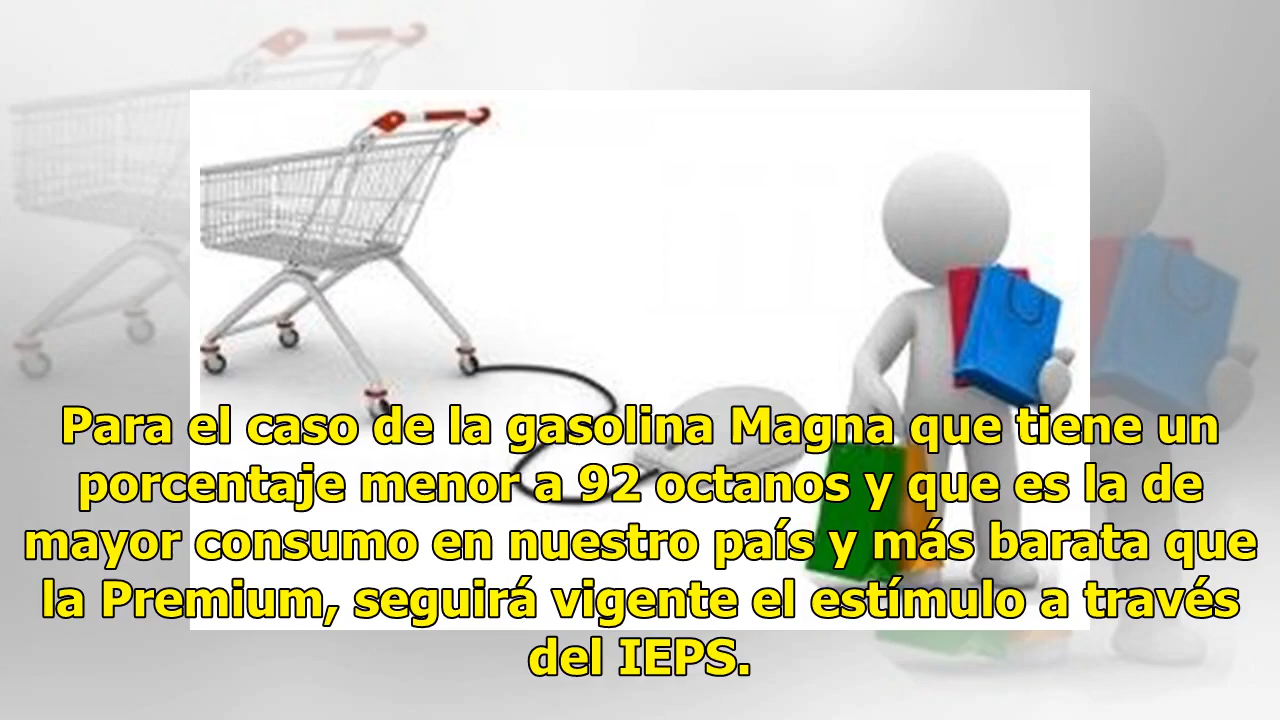 Para el caso de la gasolina Magna que tiene un
porcentaje menor a 92 octanos y que es la de
mayor consumo en nuestro país y más barata que
la Premium, seguirá vigente el estímulo a través
del IEPS.